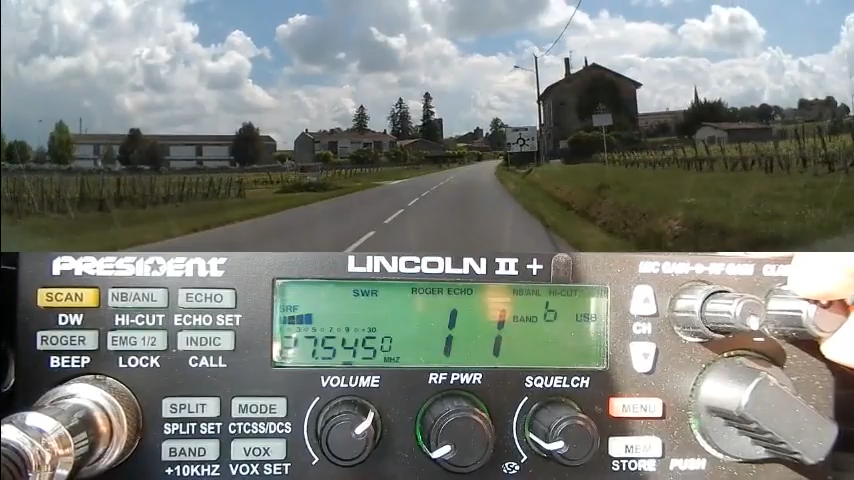 PRESIDENT
LINCOLN II +
MIC GAIN RF GAIN
SCAN NB/ANL ECHO
DW HI-CUT ECHO SET
ROGER EMG 1/2 INDIC
BEEP LOCK CALL
SWR ROGER ECHO NB/ANL HI-CUT
SRF
11 BAND 6 USB
27.5450 MHZ
CH
VOLUME RF PWR SQUELCH
SPLIT MODE
SPLIT SET CTCSS/DCS
BAND VOX
+10KHZ VOX SET
MENU
MEM
STORE PUSH